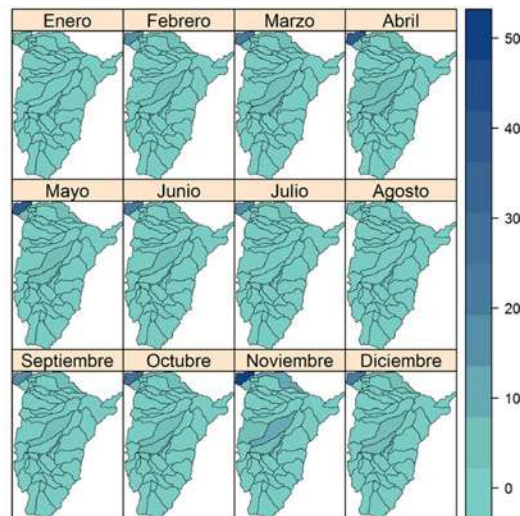 Enero Febrero Marzo Abril
Mayo Junio Julio Agosto
Septiembre Octubre Noviembre Diciembre
50
40
30
20
10
0